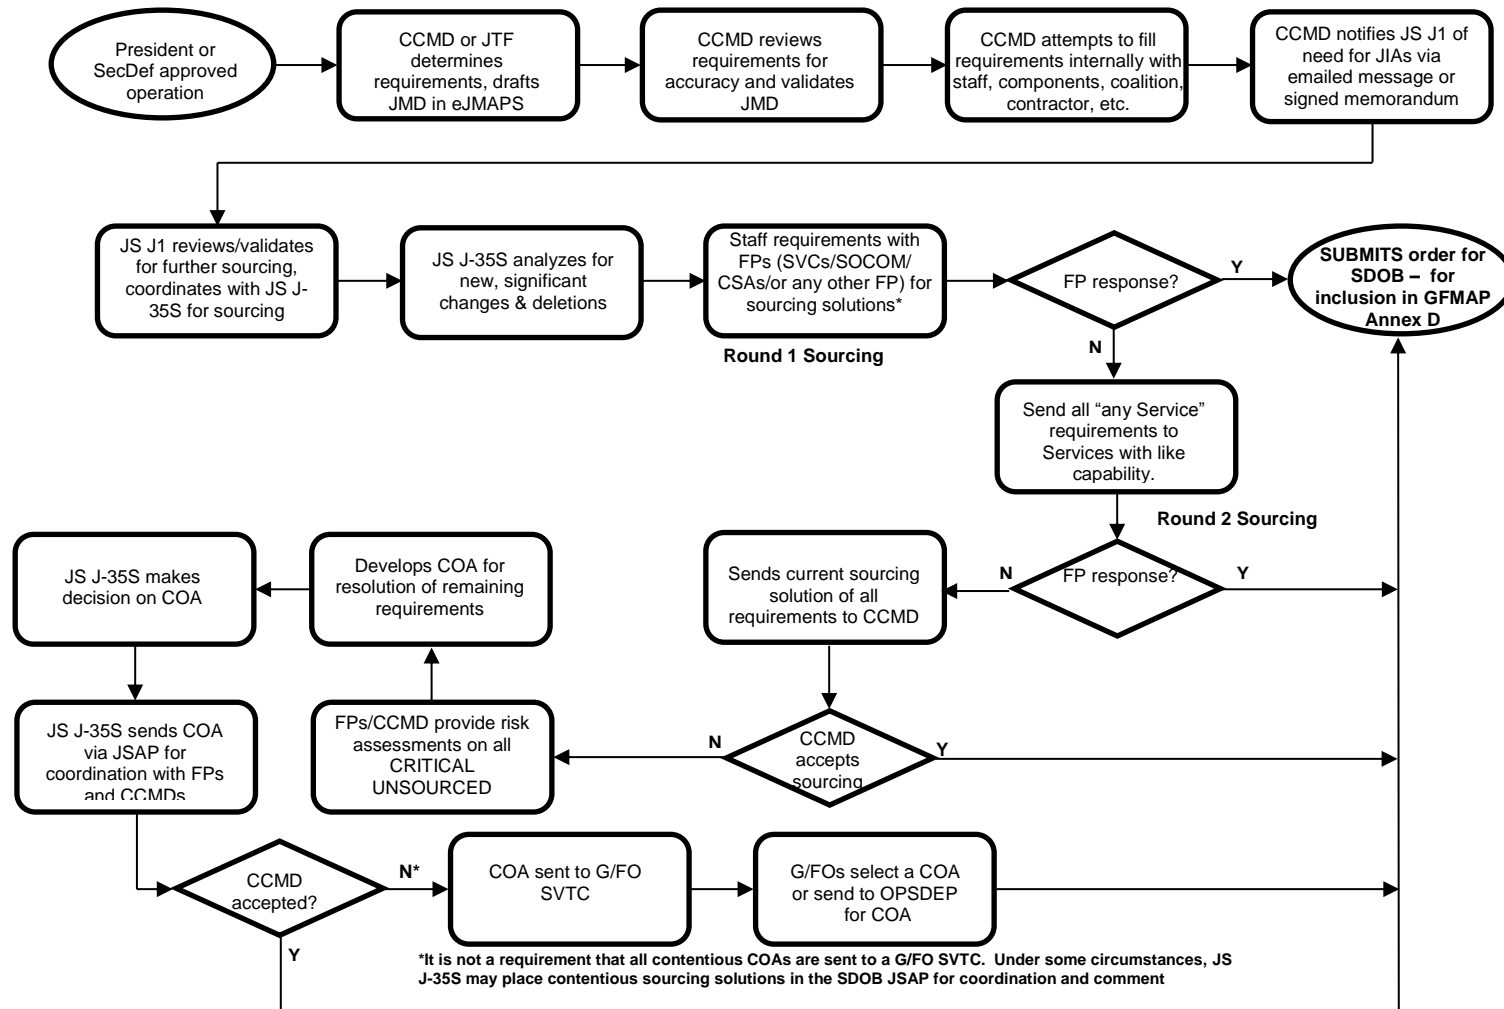 President or
SecDef approved
operation
CCMD or JTF
determines
requirements, drafts
JMD in eJMAPS
CCMD reviews
requirements for
accuracy and validates
JMD
CCMD attempts to fill
requirements internally with
staff, components, coalition,
contractor, etc.
CCMD notifies JS J1 of
need for JIAs via
emailed message or
signed memorandum
JS J1 reviews/validates
for further sourcing,
coordinates with JS J-
35S for sourcing
JS J-35S analyzes for
new, significant
changes & deletions
Staff requirements with
FPs (SVCs/SOCOM/
CSAs/or any other FP) for
sourcing solutions*
Round 1 Sourcing
FP response?
Y
N
SUBMITS order for
SDOB – for
inclusion in GFMAP
Annex D
Send all “any Service”
requirements to
Services with like
capability.
Round 2 Sourcing
FP response?
Y
N
Sends current sourcing
solution of all
requirements to CCMD
CCMD
accepts
sourcing
Y
N
FPs/CCMD provide risk
assessments on all
CRITICAL
UNSOURCED
Develops COA for
resolution of remaining
requirements
JS J-35S makes
decision on COA
JS J-35S sends COA
via JSAP for
coordination with FPs
and CCMDs
CCMD
accepted?
N*
Y
COA sent to G/FO
SVTC
G/FOs select a COA
or send to OPSDEP
for COA
*It is not a requirement that all contentious COAs are sent to a G/FO SVTC.  Under some circumstances, JS
J-35S may place contentious sourcing solutions in the SDOB JSAP for coordination and comment